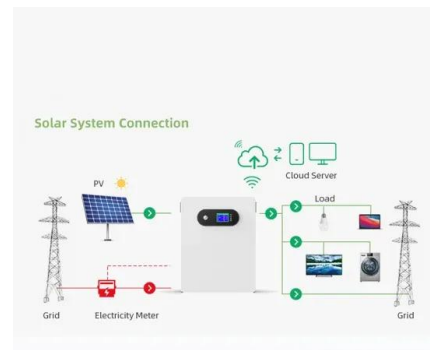 Solar System Connection
Cloud Server
PV
Load
Grid
Electricity Meter
Grid